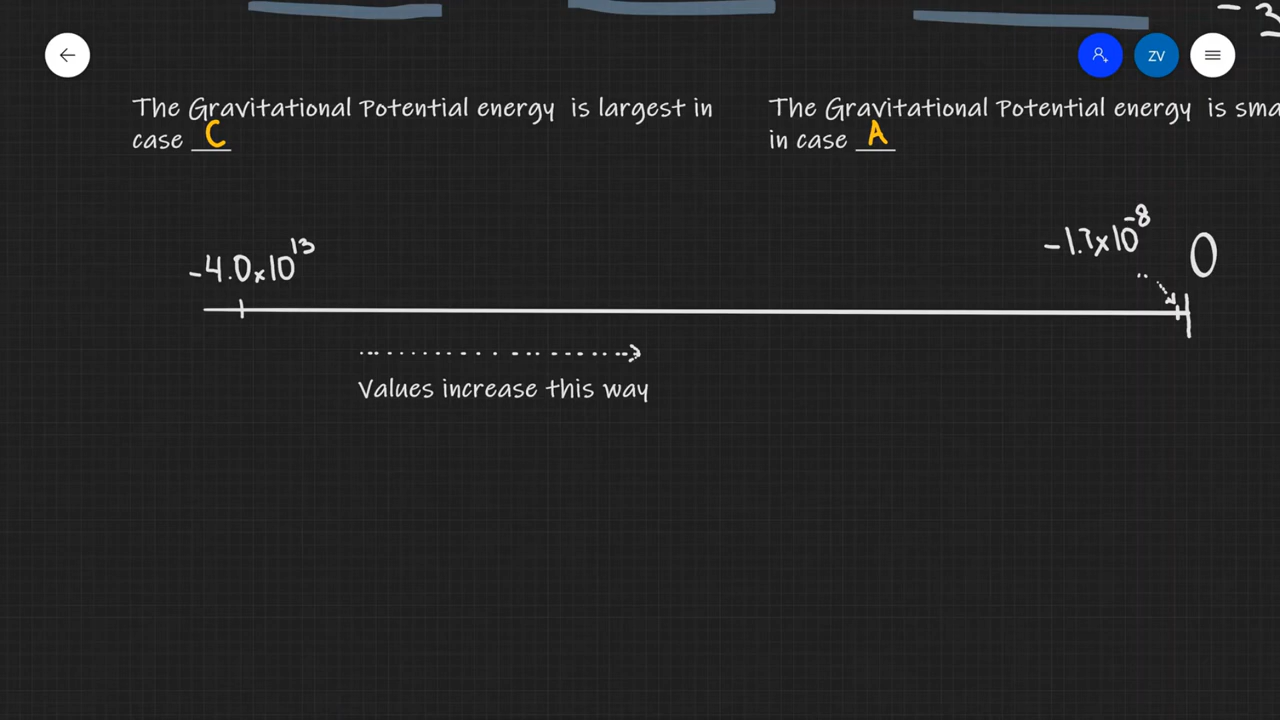 - 3
ZV
The Gravitational Potential energy is largest in
case C
The Gravitational Potential energy is
in case A
-4.0x10^13
-1.7x10^-8
0
Values increase this way